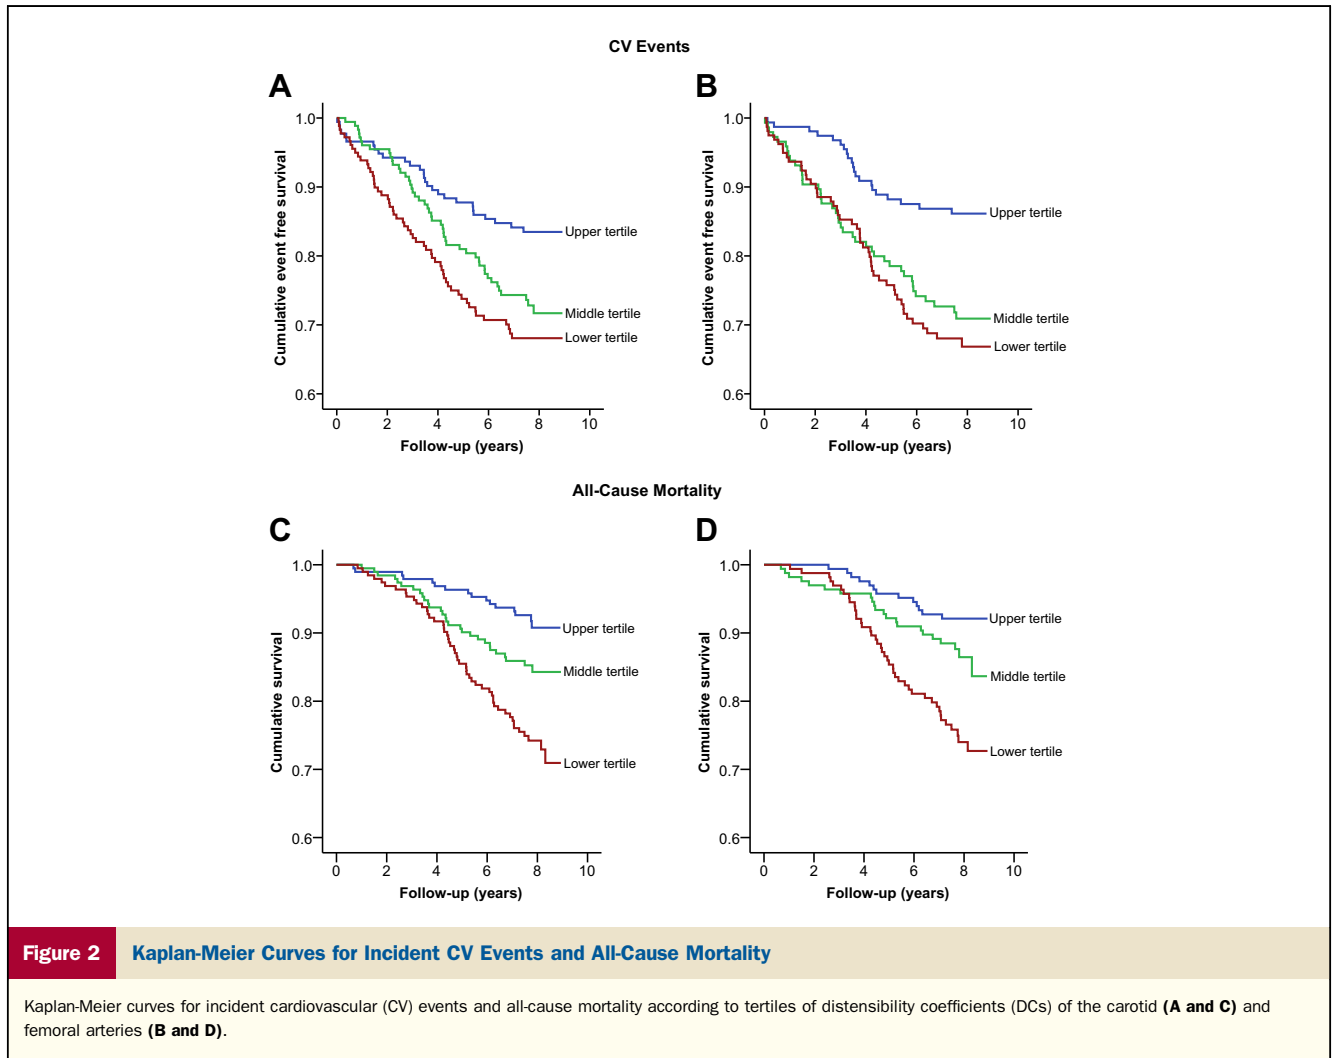 CV Events
A
B
Cumulative event free survival
1.0
0.9
0.8
0.7
0.6
0 2 4 6 8 10
Follow-up (years)
Upper tertile
Middle tertile
Lower tertile
Cumulative event free survival
1.0
0.9
0.8
0.7
0.6
0 2 4 6 8 10
Follow-up (years)
Upper tertile
Middle tertile
Lower tertile
All-Cause Mortality
C
D
Cumulative survival
1.0
0.9
0.8
0.7
0.6
0 2 4 6 8 10
Follow-up (years)
Upper tertile
Middle tertile
Lower tertile
Cumulative survival
1.0
0.9
0.8
0.7
0.6
0 2 4 6 8 10
Follow-up (years)
Upper tertile
Middle tertile
Lower tertile
Figure 2 Kaplan-Meier Curves for Incident CV Events and All-Cause Mortality
Kaplan-Meier curves for incident cardiovascular (CV) events and all-cause mortality according to tertiles of distensibility coefficients (DCs) of the carotid (A and C) and
femoral arteries (B and D).